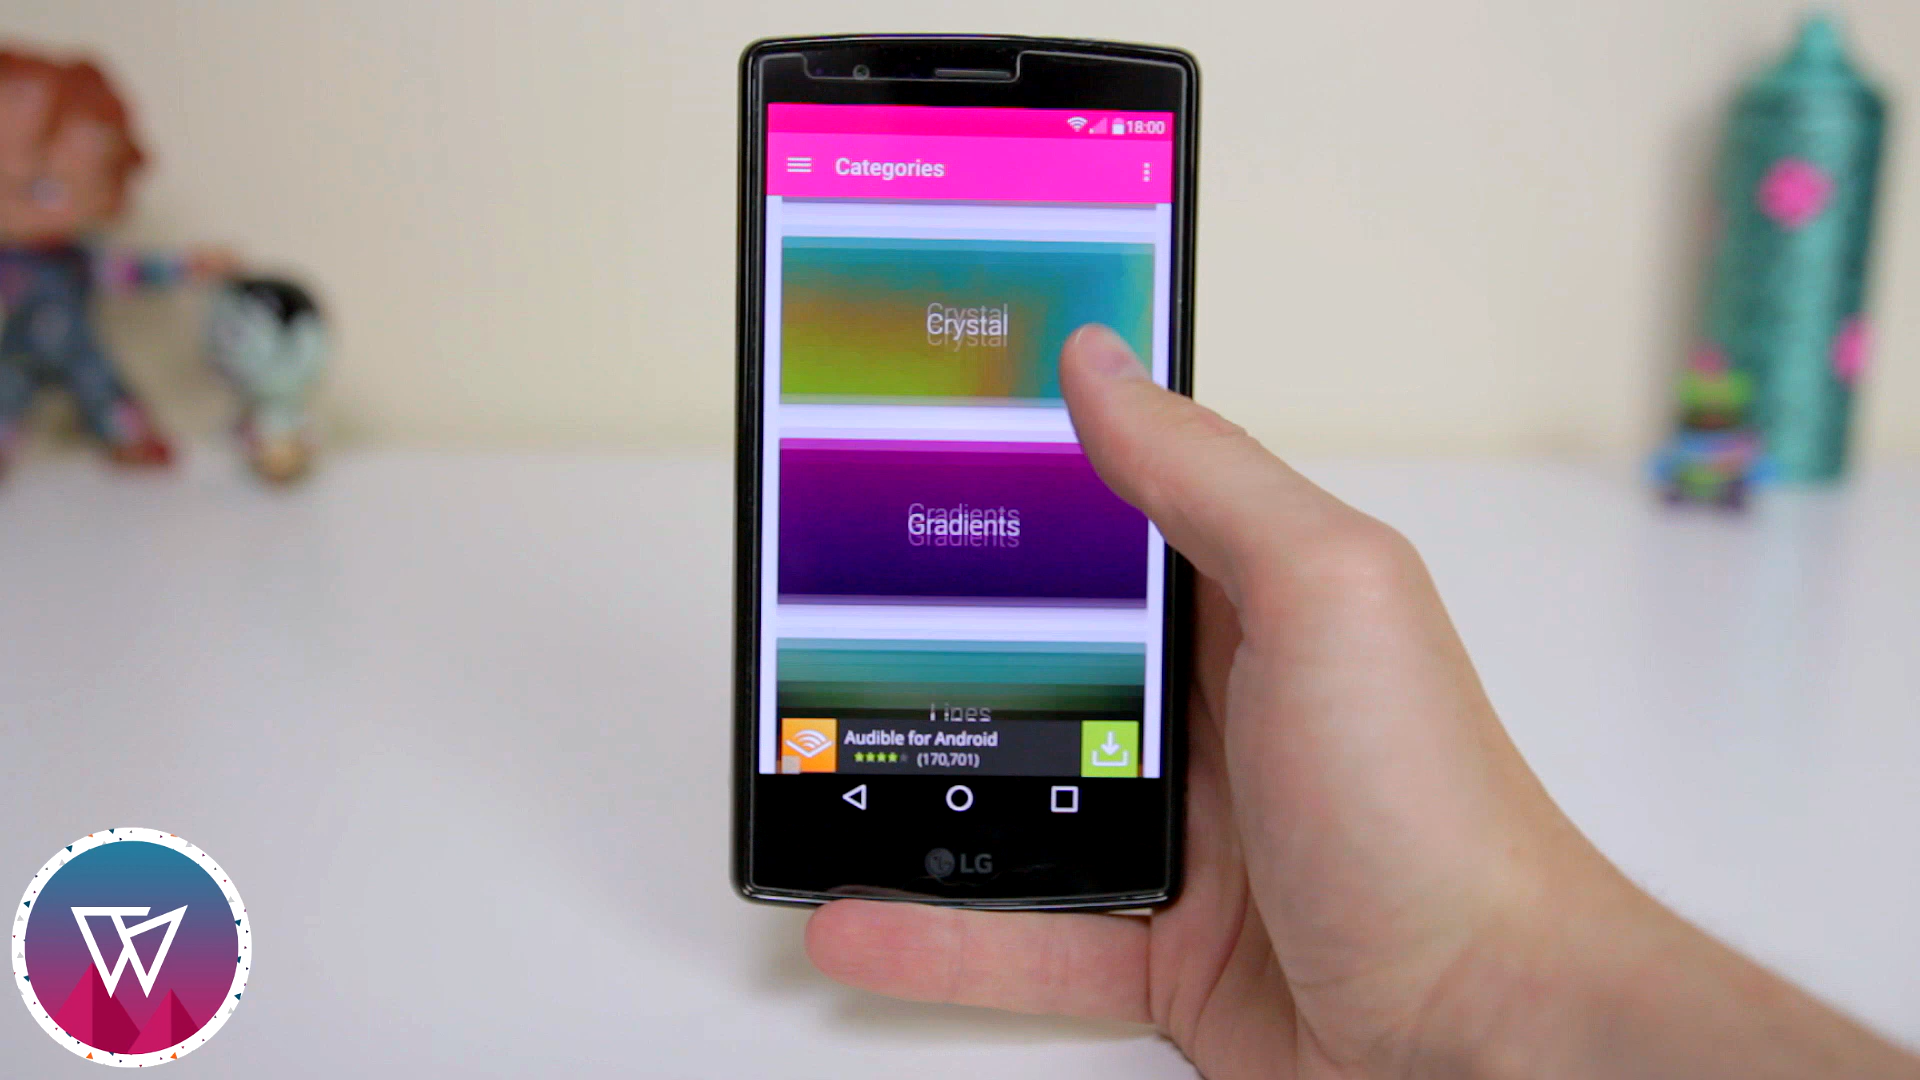 18:00
Categories
Crystal
Gradients
Lines
Audible for Android
(170,701)
LG